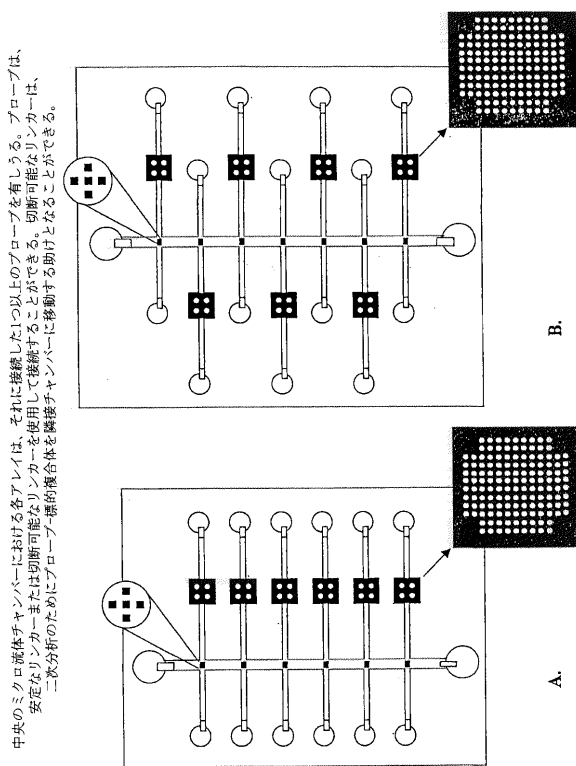 中央のミクロ流体チャンバーにおける各アレイは、それに接続した1つ以上のプローブを有しうる。プローブは、
安定なリンカーまたは切断可能なリンカーを使用して接続することができる。切断可能なリンカーは、
二次分析のためにプローブ-標的複合体を隣接チャンバーに移動する助けとなることができる。
A.
B.